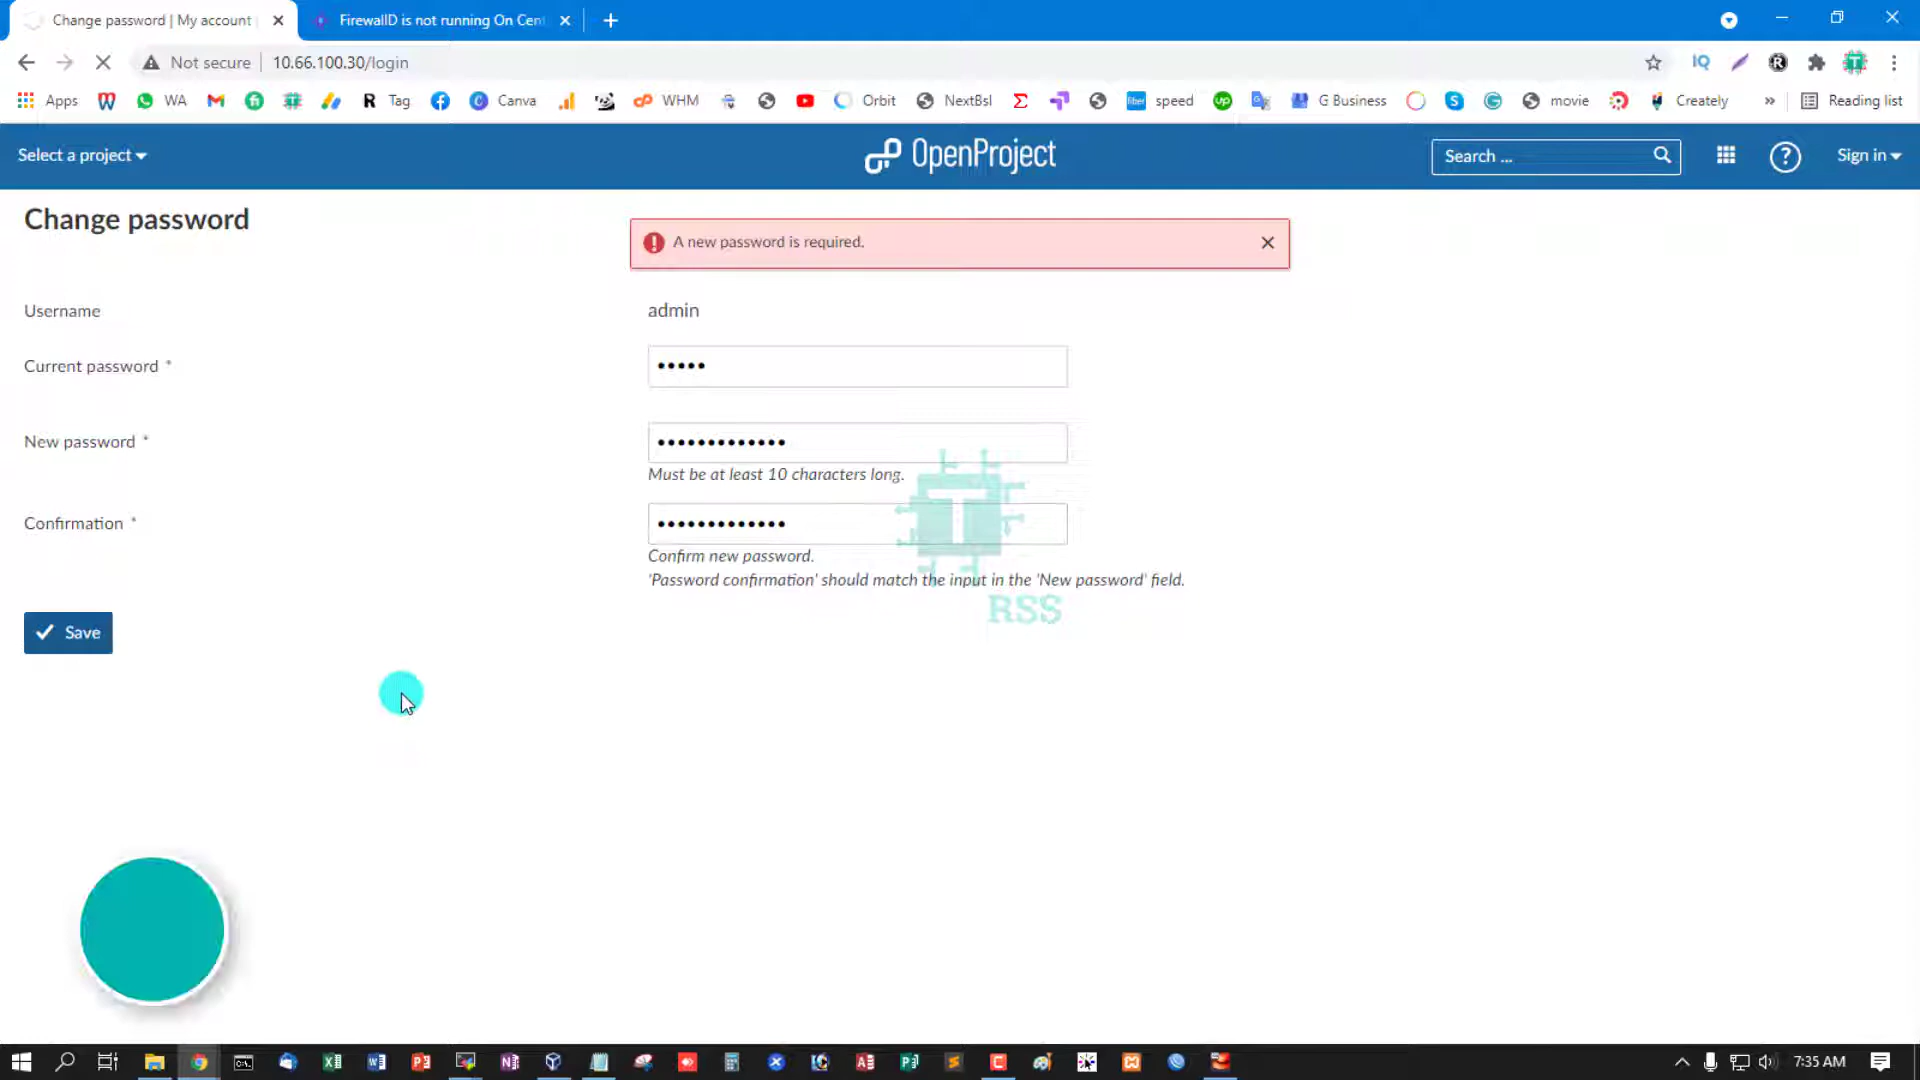 Change password | My account
FirewallD is not running On Cent
Not secure
10.66.100.30/login
IQ
Apps
WA
R
Tag
Canva
WHM
Orbit
NextBsl
fiber
speed
up
G Business
movie
Creately
»
Reading list
Select a project
OpenProject
Search ...
?
Sign in
Change password
A new password is required.
Username
admin
Current password *
•••••
New password *
•••••••••••••
Must be at least 10 characters long.
Confirmation *
•••••••••••••
Confirm new password.
'Password confirmation' should match the input in the 'New password' field.
T
RSS
Save
7:35 AM